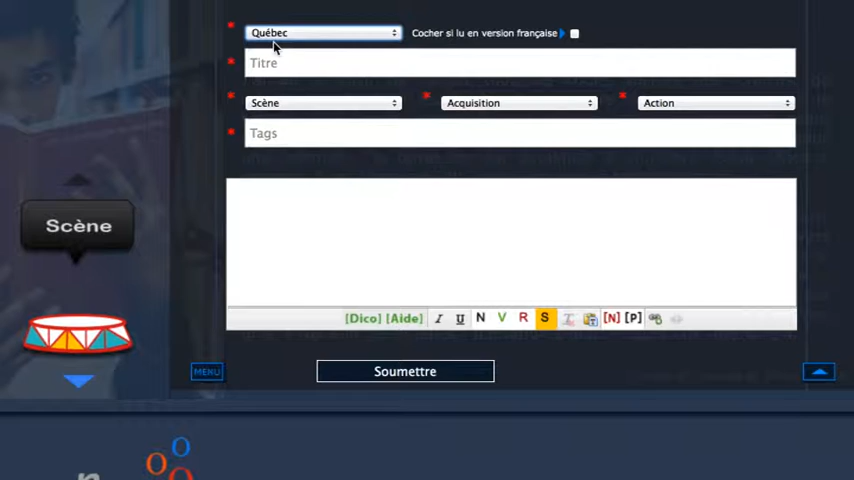 * Québec Cocher si lu en version française
* Titre
* Scène * Acquisition * Action
* Tags
Scène
[Dico] [Aide] I U N V R S [N] [P]
MENU Soumettre
n O O O